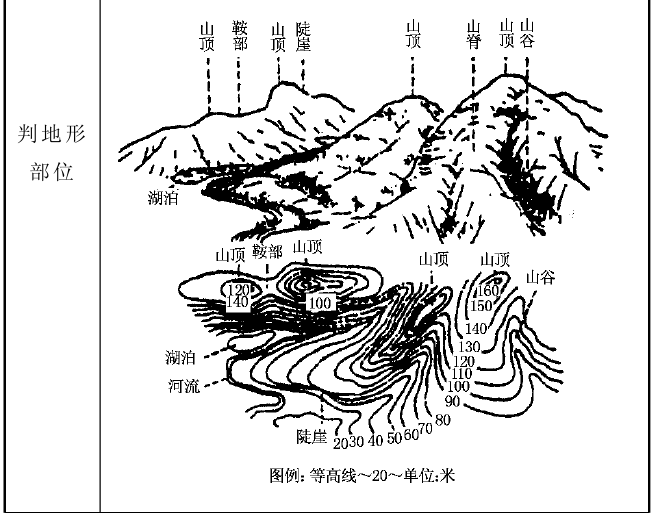 判地形
部位
山顶 鞍部 山顶 陡崖 山顶 山脊 山顶 山谷
湖泊
山顶 鞍部 山顶 山顶 山顶
120 160 山谷
140 100 150
140
湖泊 130
120
河流 110
100
90
陡崖 20 30 40 50 60 70 80
图例:等高线~20~单位:米